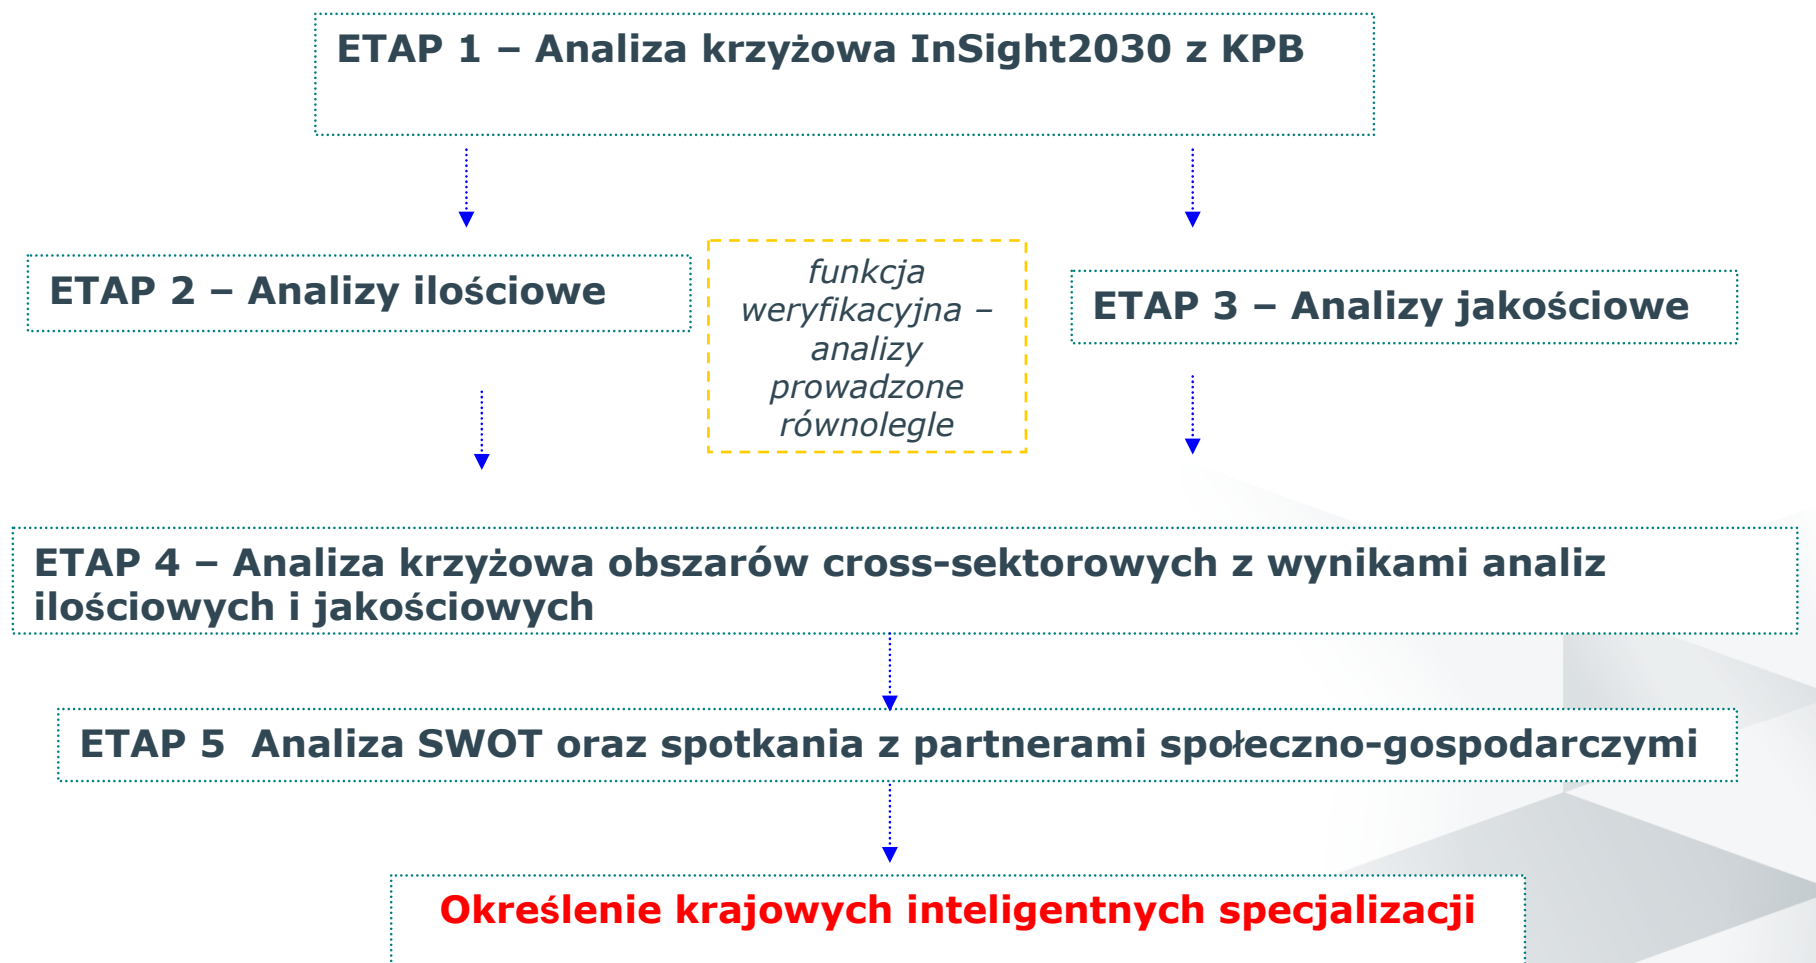 ETAP 1 – Analiza krzyżowa InSight2030 z KPB
ETAP 2 – Analizy ilościowe
funkcja
weryfikacyjna –
analizy
prowadzone
równolegle
ETAP 3 – Analizy jakościowe
ETAP 4 – Analiza krzyżowa obszarów cross-sektorowych z wynikami analiz
ilościowych i jakościowych
ETAP 5 Analiza SWOT oraz spotkania z partnerami społeczno-gospodarczymi
Określenie krajowych inteligentnych specjalizacji